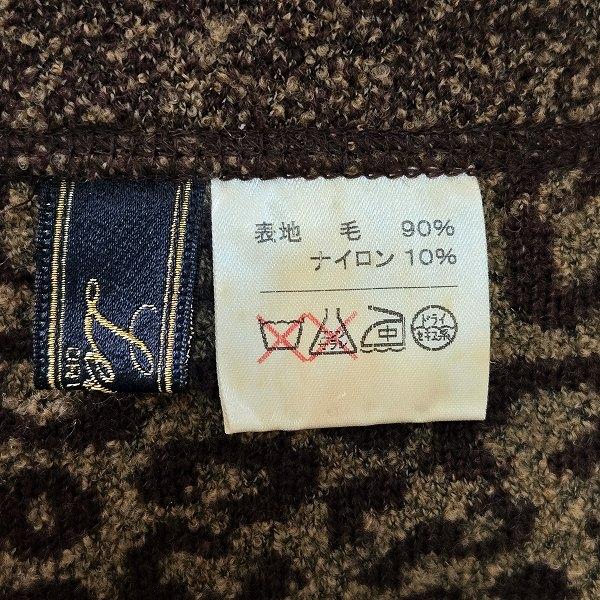 表地 毛 90%
ナイロン 10%
中
ドライ
セキユ系